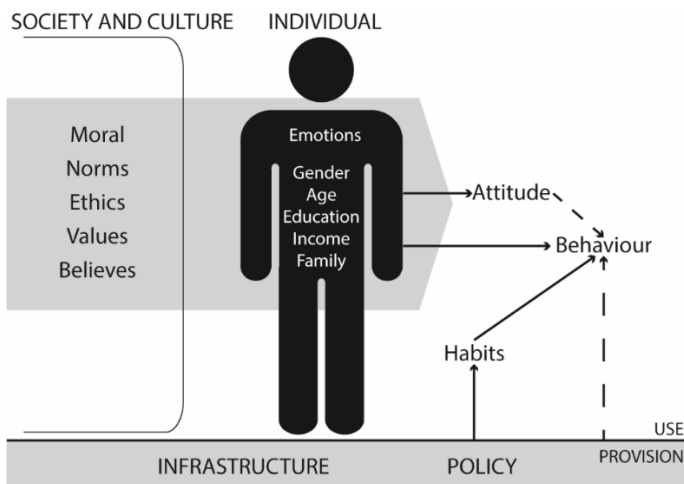 SOCIETY AND CULTURE
INDIVIDUAL
Moral
Norms
Ethics
Values
Believes
Emotions
Gender
Age
Education
Income
Family
Attitude
Behaviour
Habits
USE
PROVISION
INFRASTRUCTURE
POLICY